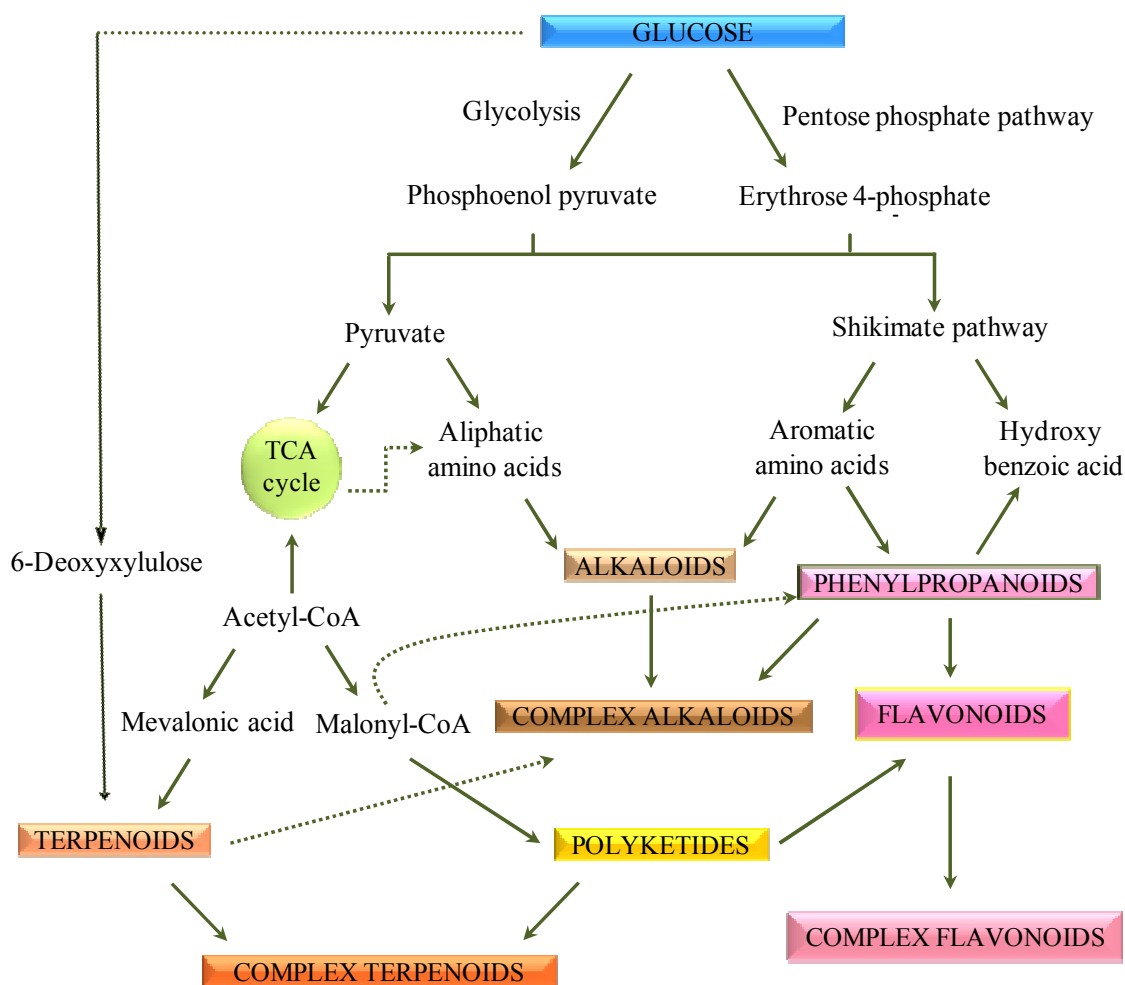 GLUCOSE
Glycolysis
Pentose phosphate pathway
Phosphoenol pyruvate
Erythrose 4-phosphate
Pyruvate
Shikimate pathway
TCA
cycle
Aliphatic
amino acids
Aromatic
amino acids
Hydroxy
benzoic acid
6-Deoxyxylulose
ALKALOIDS
PHENYLPROPANOIDS
Acetyl-CoA
Mevalonic acid
Malonyl-CoA
COMPLEX ALKALOIDS
FLAVONOIDS
TERPENOIDS
POLYKETIDES
COMPLEX FLAVONOIDS
COMPLEX TERPENOIDS